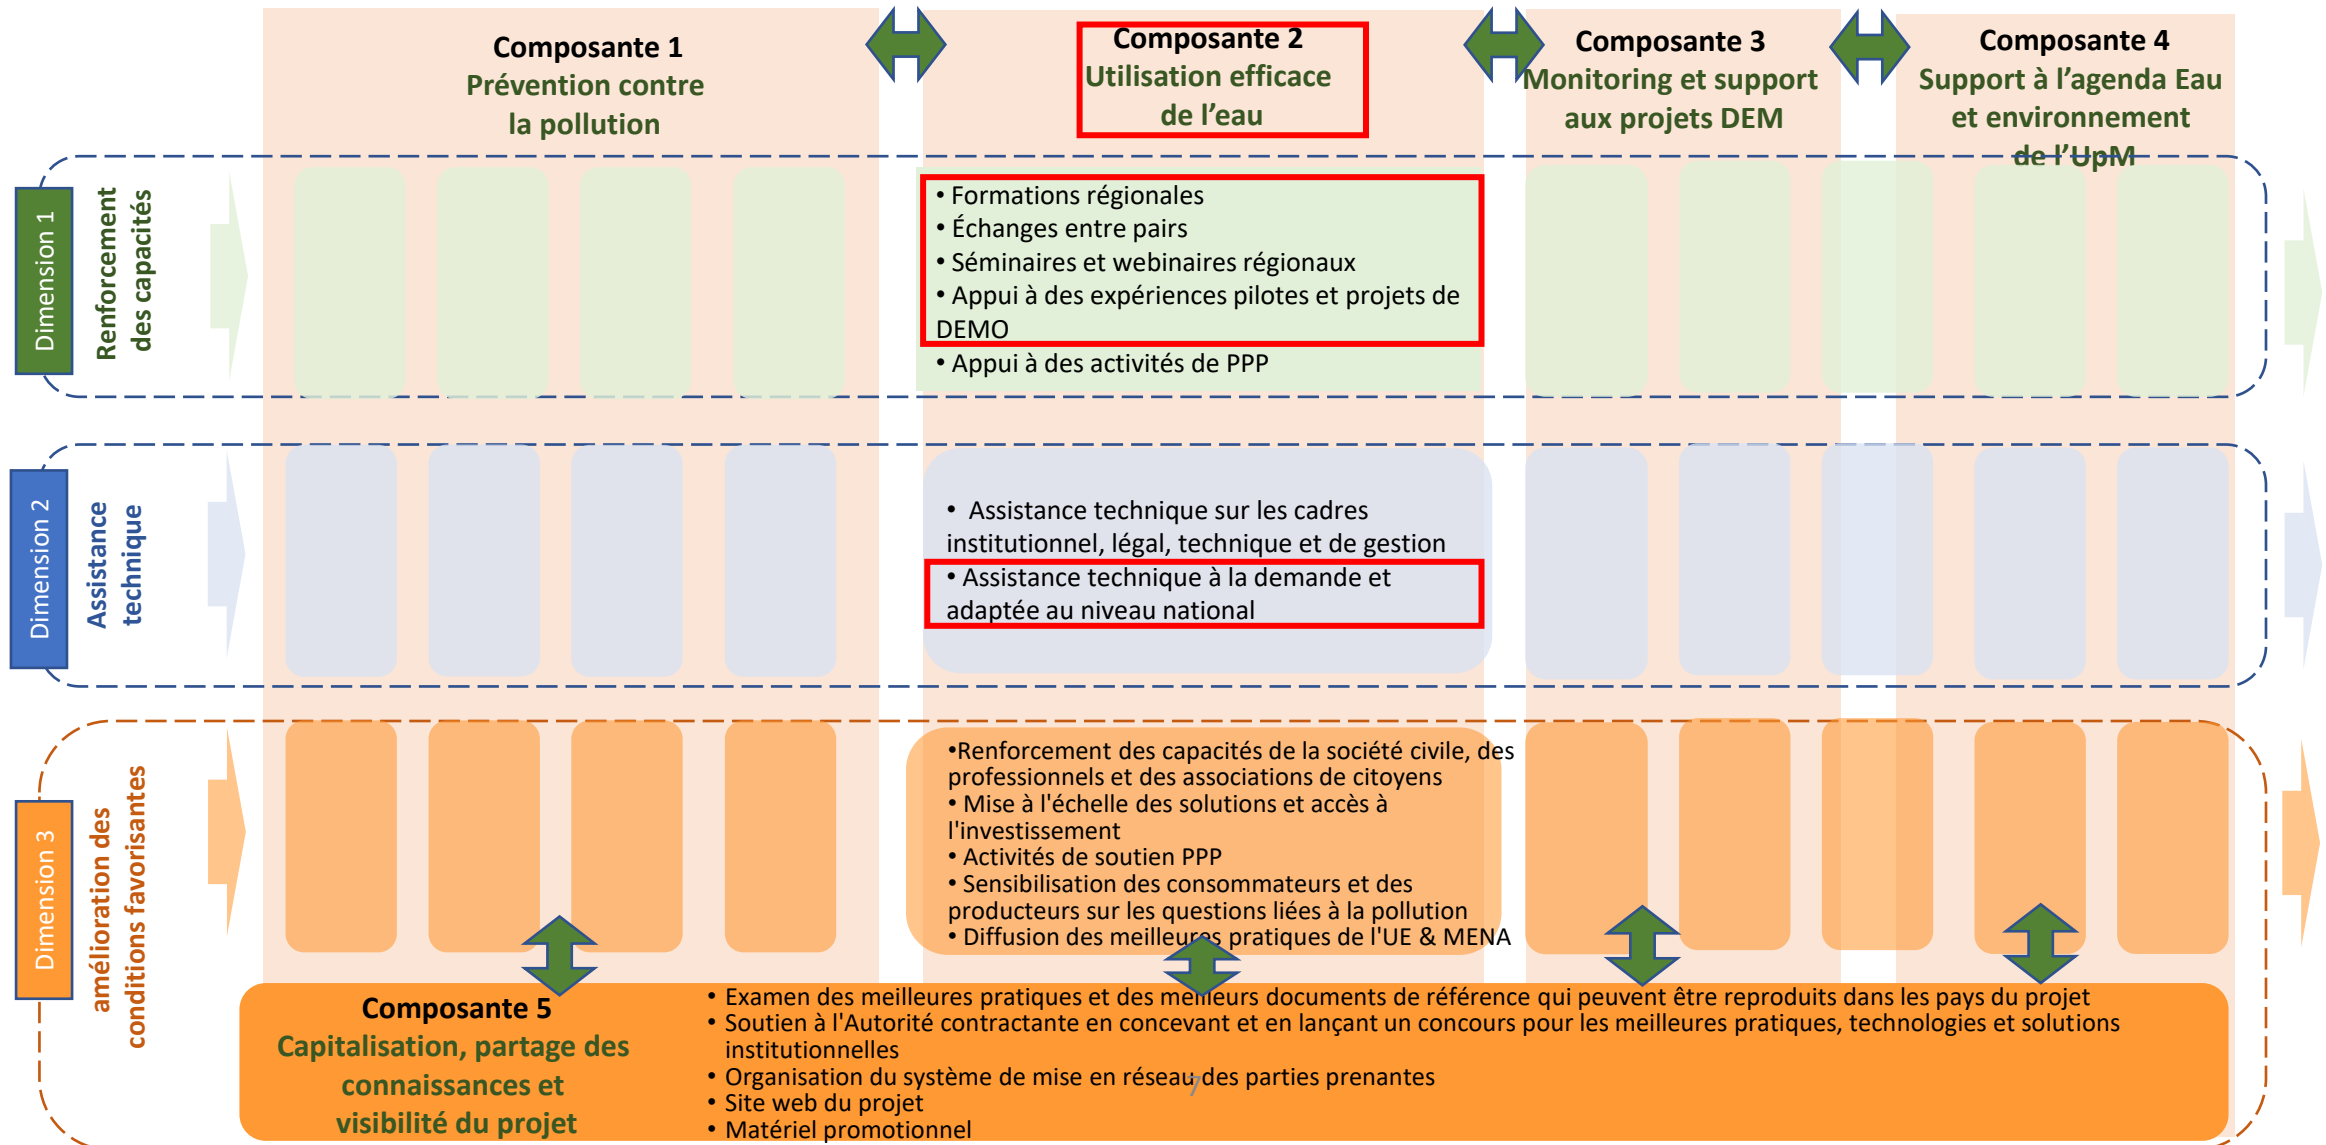 Composante 1
Prévention contre
la pollution
Composante 2
Utilisation efficace
de l'eau
Composante 3
Monitoring et support
aux projets DEM
Composante 4
Support à l'agenda Eau
et environnement
de l'UpM
Dimension 1
Renforcement
des capacités
• Formations régionales
• Échanges entre pairs
• Séminaires et webinaires régionaux
• Appui à des expériences pilotes et projets de
DEMO
• Appui à des activités de PPP
Dimension 2
Assistance
technique
• Assistance technique sur les cadres
institutionnel, légal, technique et de gestion
• Assistance technique à la demande et
adaptée au niveau national
Dimension 3
amélioration des
conditions favorisantes
•Renforcement des capacités de la société civile, des
professionnels et des associations de citoyens
• Mise à l'échelle des solutions et accès à
l'investissement
• Activités de soutien PPP
• Sensibilisation des consommateurs et des
producteurs sur les questions liées à la pollution
• Diffusion des meilleures pratiques de l'UE & MENA
Composante 5
Capitalisation, partage des
connaissances et
visibilité du projet
• Examen des meilleures pratiques et des meilleurs documents de référence qui peuvent être reproduits dans les pays du projet
• Soutien à l'Autorité contractante en concevant et en lançant un concours pour les meilleures pratiques, technologies et solutions
institutionnelles
• Organisation du système de mise en réseau des parties prenantes
• Site web du projet
• Matériel promotionnel
7